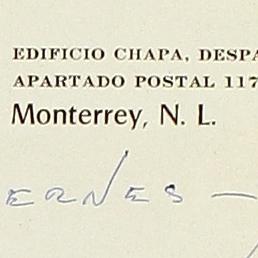 EDIFICIO CHAPA, DESPA
APARTADO POSTAL 117
Monterrey, N. L.
ERNES —